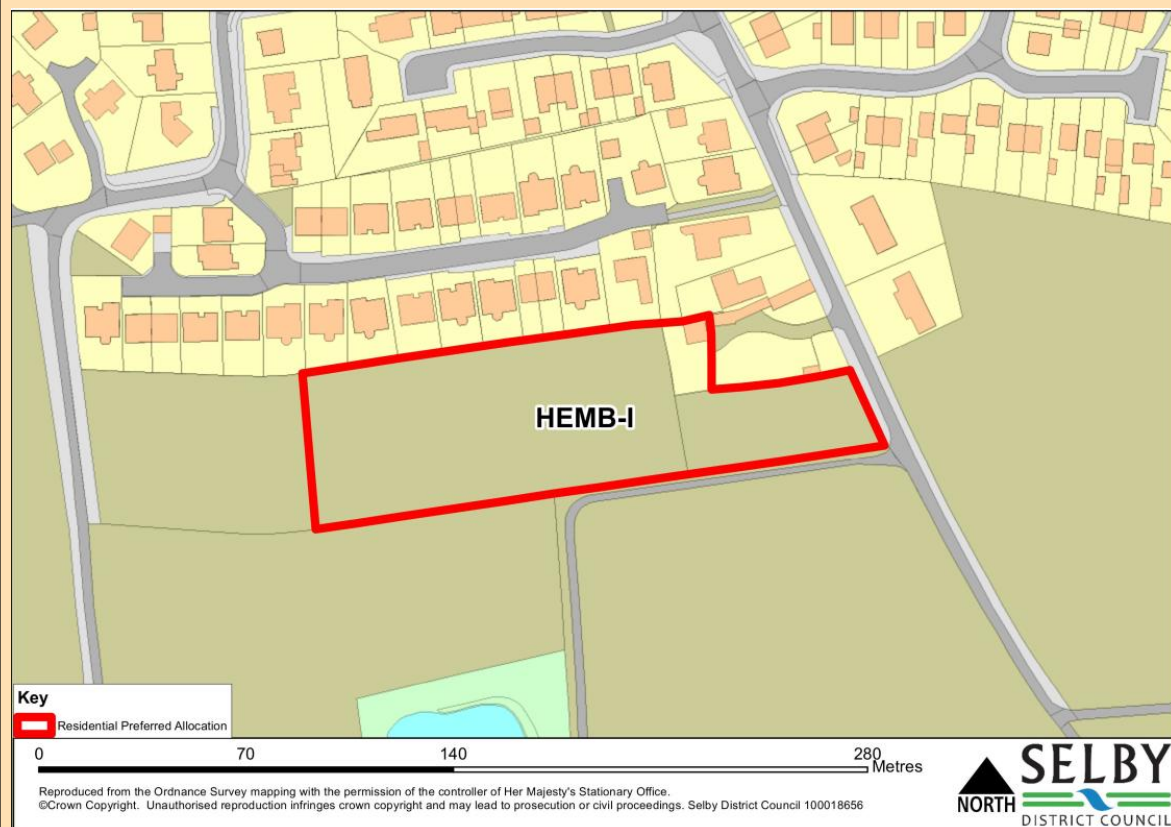 HEMB-I
Key
Residential Preferred Allocation
0 70 140 280
Metres
Reproduced from the Ordnance Survey mapping with the permission of the controller of Her Majesty's Stationary Office.
©Crown Copyright. Unauthorised reproduction infringes crown copyright and may lead to prosecution or civil proceedings. Selby District Council 100018656
NORTH
SELBY
DISTRICT COUNCIL